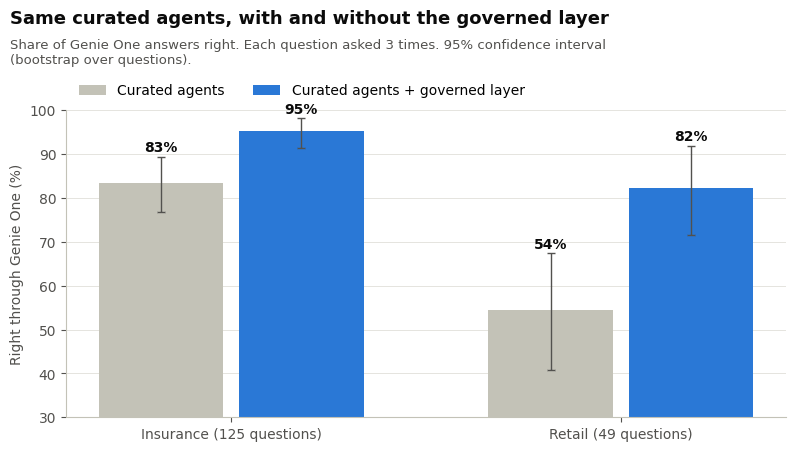 Same curated agents, with and without the governed layer
Share of Genie One answers right. Each question asked 3 times. 95% confidence interval
(bootstrap over questions).
Curated agents
Curated agents + governed layer
Right through Genie One (%)
100
90
80
70
60
50
40
30
83%
95%
54%
82%
Insurance (125 questions)
Retail (49 questions)